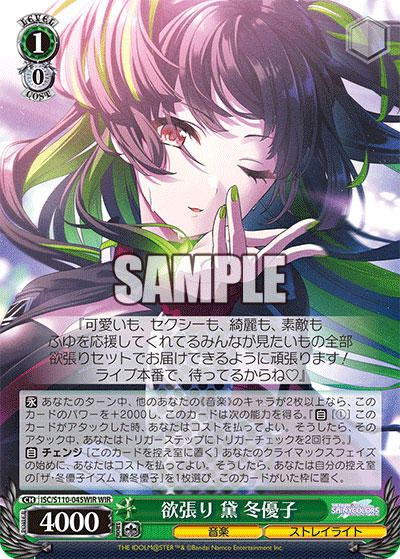 LEVEL
1
0
COST
SAMPLE
『可愛いも、セクシーも、綺麗も、素敵も
ふゆを応援してくれてるみんなが見たいもの全部
欲張りセットでお届けできるように頑張ります！
ライブ本番で、待ってるからね♡』
永 あなたのターン中、他のあなたの《音楽》のキャラが2枚以上なら、こ
のカードのパワーを＋2000し、このカードは次の能力を得る。『自［①］ この
カードがアタックした時、あなたはコストを払ってよい。そうしたら、そのア
タック中、あなたはトリガーステップにトリガーチェックを2回行う。』
自 チェンジ［このカードを控え室に置く］ あなたのクライマックスフェイ
ズの始めに、あなたはコストを払ってよい。そうしたら、あなたは自分の控え室
の「ザ・冬優子イズム 黛冬優子」を1枚選び、このカードがいた枠に置く。
CH ISC/S110-045WIR WIR
欲張り 黛 冬優子
SHINYCOLORS
POWER
4000
音楽
ストレイライト
THE IDOLM@STER™&©Bandai Namco Entertainment Inc.